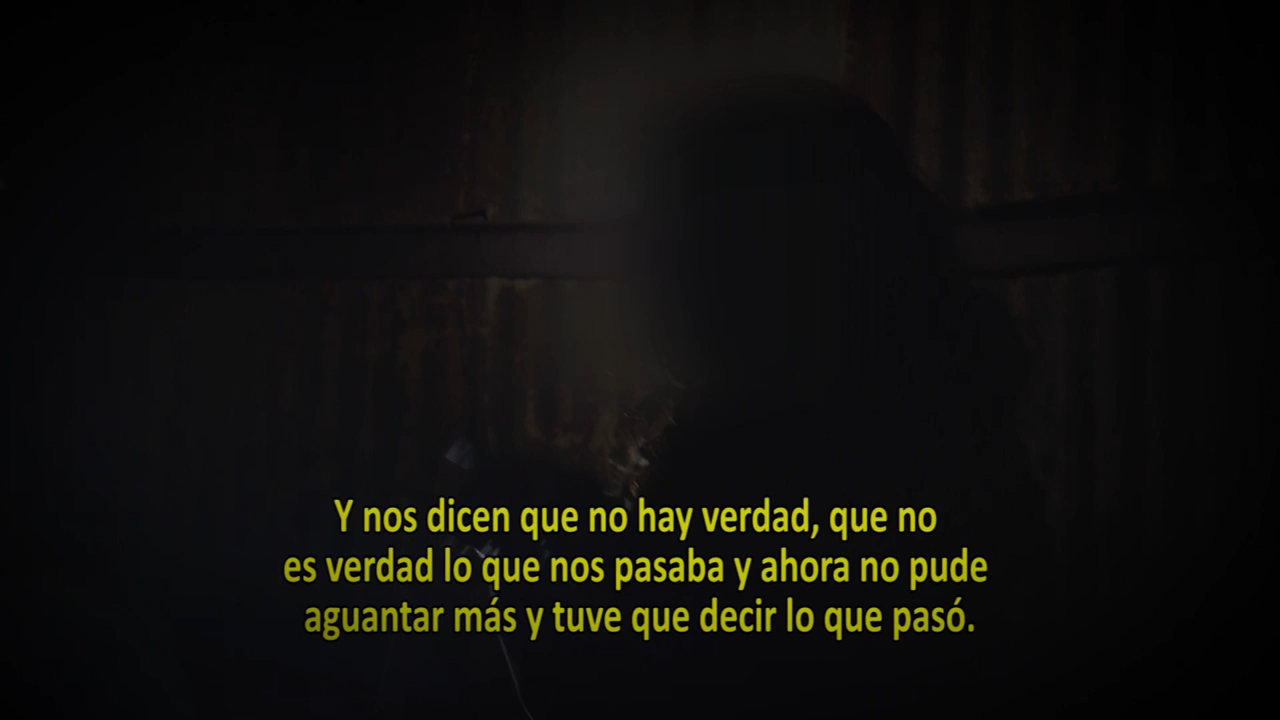 Y nos dicen que no hay verdad, que no
es verdad lo que nos pasaba y ahora no pude
aguantar más y tuve que decir lo que pasó.